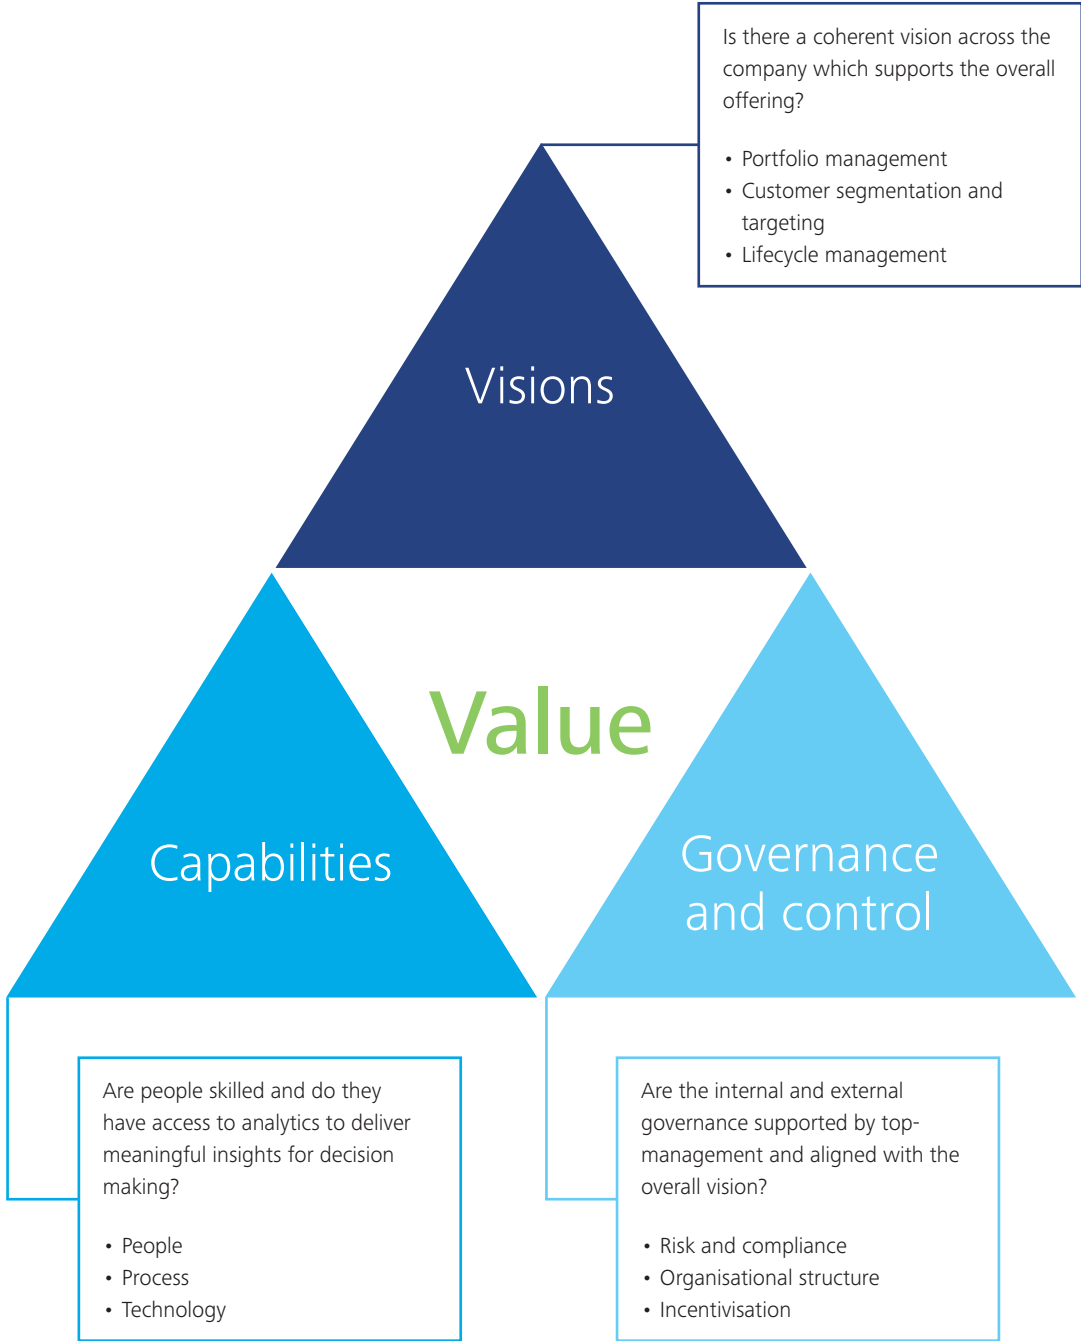 Is there a coherent vision across the
company which supports the overall
offering?
• Portfolio management
• Customer segmentation and
targeting
• Lifecycle management
Visions
Value
Capabilities
Governance
and control
Are people skilled and do they
have access to analytics to deliver
meaningful insights for decision
making?
• People
• Process
• Technology
Are the internal and external
governance supported by top-
management and aligned with the
overall vision?
• Risk and compliance
• Organisational structure
• Incentivisation